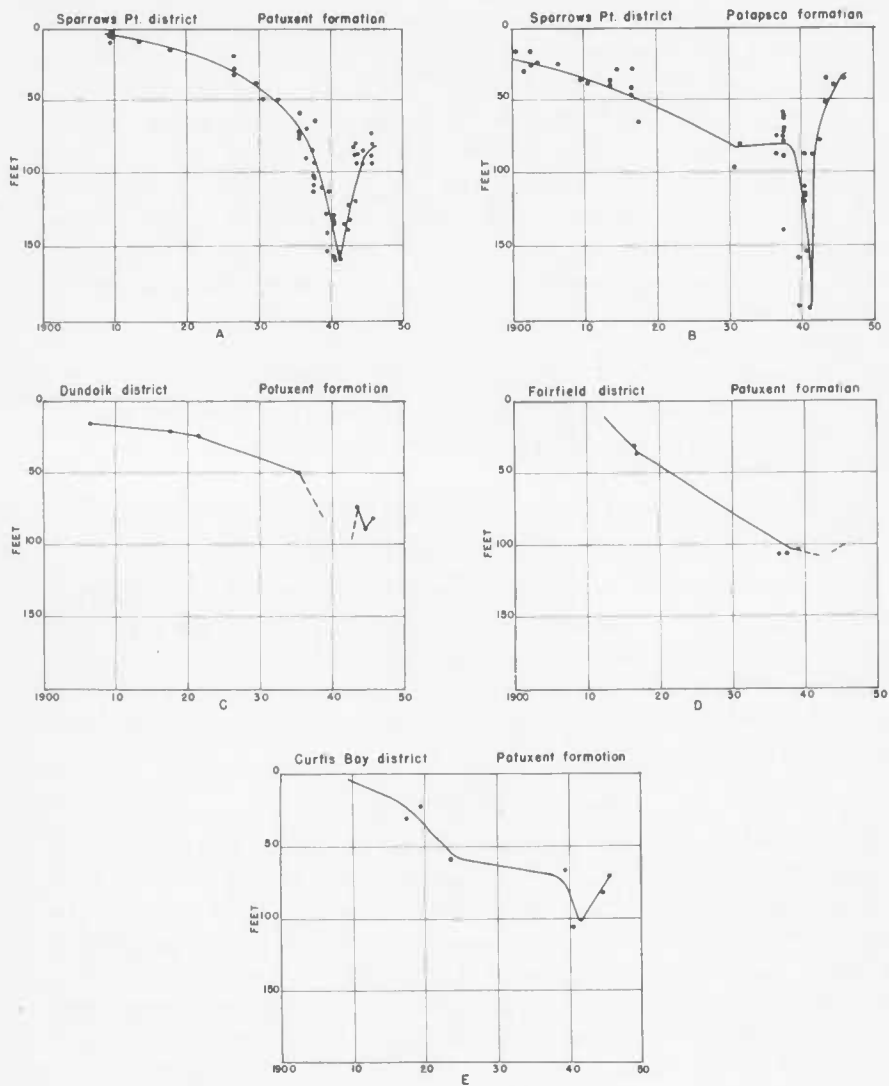 Sparrows Pt. district Patuxent formation
0
50
100
150
FEET
1900 10 20 30 40 50
A
Sparrows Pt. district Patapsco formation
0
50
100
150
FEET
1900 10 20 30 40 50
B
Dundalk district Patuxent formation
0
50
100
150
FEET
1900 10 20 30 40 50
C
Fairfield district Patuxent formation
0
50
100
150
FEET
1900 10 20 30 40 50
D
Curtis Bay district Patuxent formation
0
50
100
150
FEET
1900 10 20 30 40 50
E